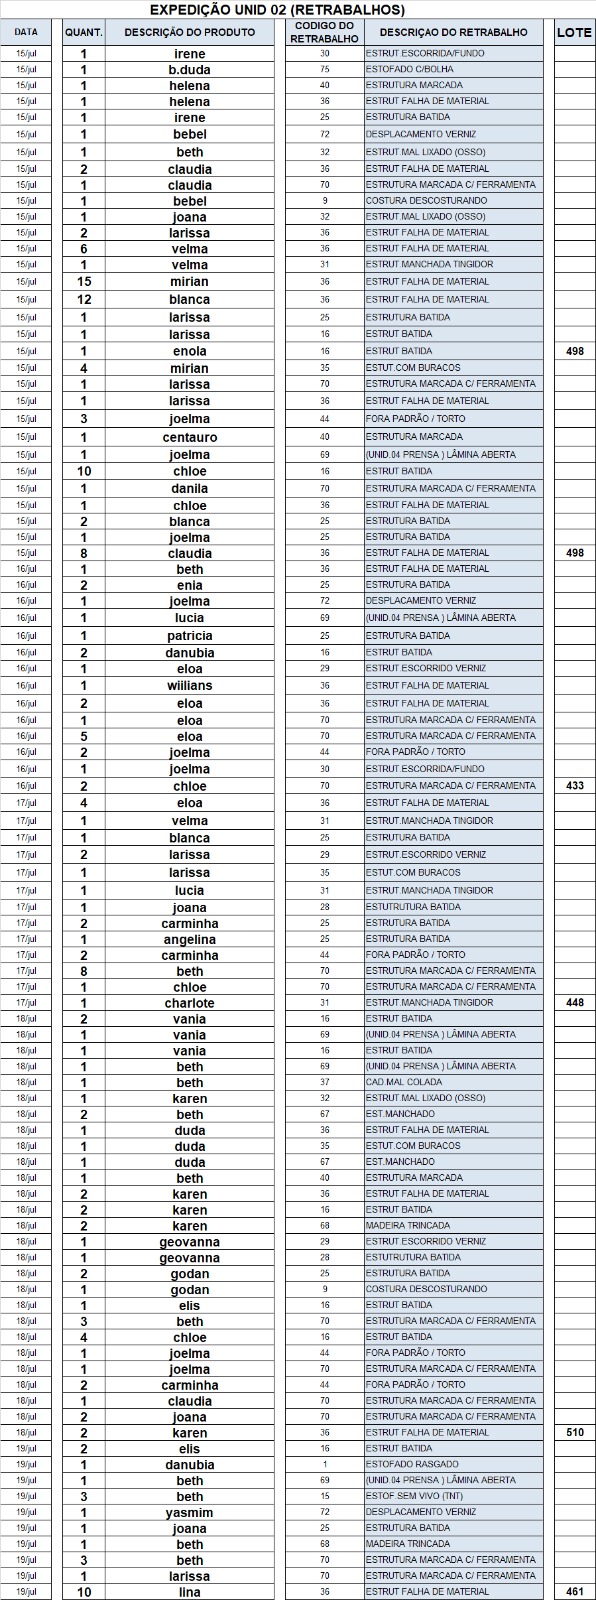 EXPEDIÇÃO UNID 02 (RETRABALHOS)
DATA QUANT. DESCRIÇÃO DO PRODUTO CODIGO DO RETRABALHO DESCRIÇAO DO RETRABALHO LOTE
15/jul 1 irene 30 ESTRUT.ESCORRIDA/FUNDO
15/jul 1 b.duda 75 ESTOFADO C/BOLHA
15/jul 1 helena 40 ESTRUTURA MARCADA
15/jul 1 helena 36 ESTRUT FALHA DE MATERIAL
15/jul 1 irene 25 ESTRUTURA BATIDA
15/jul 1 bebel 72 DESPLACAMENTO VERNIZ
15/jul 1 beth 32 ESTRUT.MAL LIXADO (OSSO)
15/jul 2 claudia 36 ESTRUT FALHA DE MATERIAL
15/jul 1 claudia 70 ESTRUTURA MARCADA C/ FERRAMENTA
15/jul 1 bebel 9 COSTURA DESCOSTURANDO
15/jul 1 joana 32 ESTRUT.MAL LIXADO (OSSO)
15/jul 2 larissa 36 ESTRUT FALHA DE MATERIAL
15/jul 6 velma 36 ESTRUT FALHA DE MATERIAL
15/jul 1 velma 31 ESTRUT.MANCHADA TINGIDOR
15/jul 15 mirian 36 ESTRUT FALHA DE MATERIAL
15/jul 12 blanca 36 ESTRUT FALHA DE MATERIAL
15/jul 1 larissa 25 ESTRUTURA BATIDA
15/jul 1 larissa 16 ESTRUT BATIDA
15/jul 1 enola 16 ESTRUT BATIDA 498
15/jul 4 mirian 35 ESTUT.COM BURACOS
15/jul 1 larissa 70 ESTRUTURA MARCADA C/ FERRAMENTA
15/jul 1 larissa 36 ESTRUT FALHA DE MATERIAL
15/jul 3 joelma 44 FORA PADRÃO / TORTO
15/jul 1 centauro 40 ESTRUTURA MARCADA
15/jul 1 joelma 69 (UNID.04 PRENSA ) LÂMINA ABERTA
15/jul 10 chloe 16 ESTRUT BATIDA
15/jul 1 danila 70 ESTRUTURA MARCADA C/ FERRAMENTA
15/jul 1 chloe 36 ESTRUT FALHA DE MATERIAL
15/jul 2 blanca 25 ESTRUTURA BATIDA
15/jul 1 joelma 25 ESTRUTURA BATIDA
15/jul 8 claudia 36 ESTRUT FALHA DE MATERIAL 498
16/jul 1 beth 36 ESTRUT FALHA DE MATERIAL
16/jul 2 enia 25 ESTRUTURA BATIDA
16/jul 1 joelma 72 DESPLACAMENTO VERNIZ
16/jul 1 lucia 69 (UNID.04 PRENSA ) LÂMINA ABERTA
16/jul 1 patricia 25 ESTRUTURA BATIDA
16/jul 2 danubia 16 ESTRUT BATIDA
16/jul 1 eloa 29 ESTRUT.ESCORRIDO VERNIZ
16/jul 1 wiilians 36 ESTRUT FALHA DE MATERIAL
16/jul 2 eloa 36 ESTRUT FALHA DE MATERIAL
16/jul 1 eloa 70 ESTRUTURA MARCADA C/ FERRAMENTA
16/jul 5 eloa 70 ESTRUTURA MARCADA C/ FERRAMENTA
16/jul 2 joelma 44 FORA PADRÃO / TORTO
16/jul 1 joelma 30 ESTRUT.ESCORRIDA/FUNDO
16/jul 2 chloe 70 ESTRUTURA MARCADA C/ FERRAMENTA 433
17/jul 4 eloa 36 ESTRUT FALHA DE MATERIAL
17/jul 1 velma 31 ESTRUT.MANCHADA TINGIDOR
17/jul 1 blanca 25 ESTRUTURA BATIDA
17/jul 2 larissa 29 ESTRUT.ESCORRIDO VERNIZ
17/jul 1 larissa 35 ESTUT.COM BURACOS
17/jul 1 lucia 31 ESTRUT.MANCHADA TINGIDOR
17/jul 1 joana 28 ESTUTRUTURA BATIDA
17/jul 2 carminha 25 ESTRUTURA BATIDA
17/jul 1 angelina 25 ESTRUTURA BATIDA
17/jul 2 carminha 44 FORA PADRÃO / TORTO
17/jul 8 beth 70 ESTRUTURA MARCADA C/ FERRAMENTA
17/jul 1 chloe 70 ESTRUTURA MARCADA C/ FERRAMENTA
17/jul 1 charlote 31 ESTRUT.MANCHADA TINGIDOR 448
18/jul 2 vania 16 ESTRUT BATIDA
18/jul 1 vania 69 (UNID.04 PRENSA ) LÂMINA ABERTA
18/jul 1 vania 16 ESTRUT BATIDA
18/jul 1 beth 69 (UNID.04 PRENSA ) LÂMINA ABERTA
18/jul 1 beth 37 CAD.MAL COLADA
18/jul 1 karen 32 ESTRUT.MAL LIXADO (OSSO)
18/jul 2 beth 67 EST.MANCHADO
18/jul 1 duda 36 ESTRUT FALHA DE MATERIAL
18/jul 1 duda 35 ESTUT.COM BURACOS
18/jul 1 duda 67 EST.MANCHADO
18/jul 1 beth 40 ESTRUTURA MARCADA
18/jul 2 karen 36 ESTRUT FALHA DE MATERIAL
18/jul 2 karen 16 ESTRUT BATIDA
18/jul 2 karen 68 MADEIRA TRINCADA
18/jul 1 geovanna 29 ESTRUT.ESCORRIDO VERNIZ
18/jul 1 geovanna 28 ESTUTRUTURA BATIDA
18/jul 2 godan 25 ESTRUTURA BATIDA
18/jul 1 godan 9 COSTURA DESCOSTURANDO
18/jul 1 elis 16 ESTRUT BATIDA
18/jul 3 beth 70 ESTRUTURA MARCADA C/ FERRAMENTA
18/jul 4 chloe 16 ESTRUT BATIDA
18/jul 1 joelma 44 FORA PADRÃO / TORTO
18/jul 1 joelma 70 ESTRUTURA MARCADA C/ FERRAMENTA
18/jul 2 carminha 44 FORA PADRÃO / TORTO
18/jul 1 claudia 70 ESTRUTURA MARCADA C/ FERRAMENTA
18/jul 2 joana 70 ESTRUTURA MARCADA C/ FERRAMENTA
18/jul 2 karen 36 ESTRUT FALHA DE MATERIAL 510
19/jul 2 elis 16 ESTRUT BATIDA
19/jul 1 danubia 1 ESTOFADO RASGADO
19/jul 1 beth 69 (UNID.04 PRENSA ) LÂMINA ABERTA
19/jul 3 beth 15 ESTOF.SEM VIVO (TNT)
19/jul 1 yasmim 72 DESPLACAMENTO VERNIZ
19/jul 1 joana 25 ESTRUTURA BATIDA
19/jul 1 beth 68 MADEIRA TRINCADA
19/jul 3 beth 70 ESTRUTURA MARCADA C/ FERRAMENTA
19/jul 1 larissa 70 ESTRUTURA MARCADA C/ FERRAMENTA
19/jul 10 lina 36 ESTRUT FALHA DE MATERIAL 461